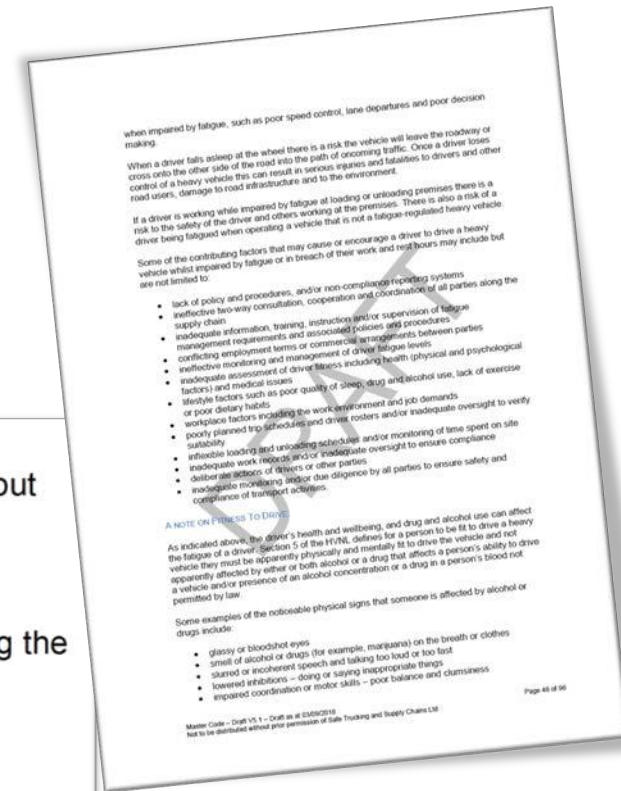 out
g the
when impaired by fatigue, such as poor speed control, lane departures and poor decision
making.
When a driver falls asleep at the wheel there is a risk the vehicle will leave the roadway or
cross onto the other side of the road into the path of oncoming traffic. Once a driver loses
control of a heavy vehicle this can result in serious injuries and fatalities to drivers and other
road users, damage to road infrastructure and to the environment.
If a driver is working while impaired by fatigue at loading or unloading premises there is a
risk to the safety of the driver and others working at the premises. There is also a risk of a
driver being fatigued when operating a vehicle that is not a fatigue-regulated heavy vehicle.
Some of the contributing factors that may cause or encourage a driver to drive a heavy
vehicle whilst impaired by fatigue or in breach of their work and rest hours may include but
are not limited to:
• lack of policy and procedures, and/or non-compliance reporting systems
• ineffective two-way consultation, cooperation and coordination of all parties along the
supply chain
• inadequate information, training, instruction and/or supervision of fatigue
management requirements and associated policies and procedures
• conflicting employment terms or commercial arrangements between parties
• ineffective monitoring and management of driver fatigue levels
• inadequate assessment of driver fitness including health (physical and psychological
factors) and medical issues
• lifestyle factors such as poor quality of sleep, drug and alcohol use, lack of exercise
or poor dietary habits
• workplace factors including the work environment and job demands
• poorly planned trip schedules and driver rosters and/or inadequate oversight to verify
suitability
• inflexible loading and unloading schedules and/or monitoring of time spent on site
• inadequate work records and/or inadequate oversight to ensure compliance
• deliberate actions of drivers or other parties
• inadequate monitoring and/or due diligence by all parties to ensure safety and
compliance of transport activities.
A NOTE ON FITNESS TO DRIVE
As indicated above, the driver's health and wellbeing, and drug and alcohol use can affect
the fatigue of a driver. Section 5 of the HVNL defines for a person to be fit to drive a heavy
vehicle they must be apparently physically and mentally fit to drive the vehicle and not
apparently affected by either or both alcohol or a drug that affects a person's ability to drive
a vehicle and/or presence of an alcohol concentration or a drug in a person's blood not
permitted by law.
Some examples of the noticeable physical signs that someone is affected by alcohol or
drugs include:
• glassy or bloodshot eyes
• smell of alcohol or drugs (for example, marijuana) on the breath or clothes
• slurred or incoherent speech and talking too loud or too fast
• lowered inhibitions – doing or saying inappropriate things
• impaired coordination or motor skills – poor balance and clumsiness
Master Code – Draft V5.1 – Draft as at 03/09/2018
Not to be distributed without prior permission of Safe Trucking and Supply Chains Ltd
Page 46 of 96
DRAFT